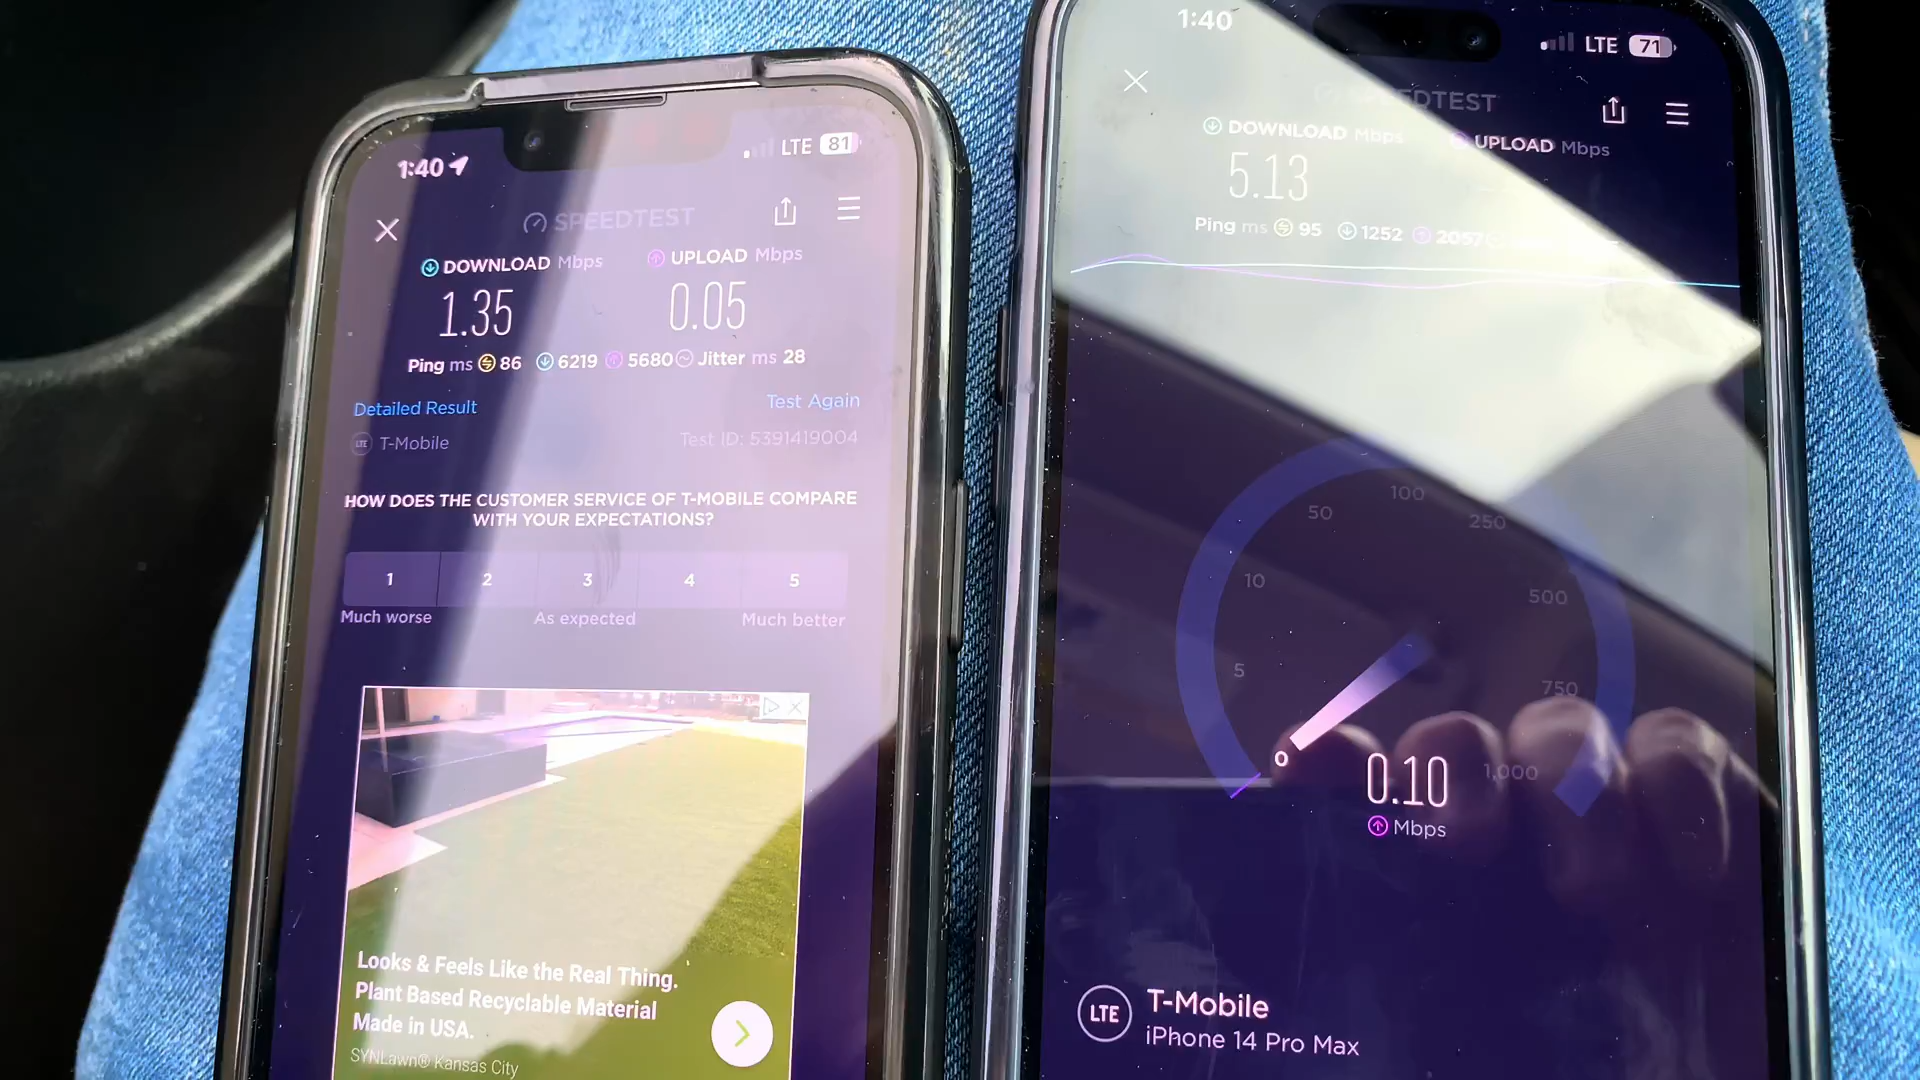 1:40
LTE 81
SPEEDTEST
DOWNLOAD Mbps
UPLOAD Mbps
1.35
0.05
Ping ms 86 6219 5680 Jitter ms 28
Detailed Result
Test Again
LTE T-Mobile
Test ID: 5391419004
HOW DOES THE CUSTOMER SERVICE OF T-MOBILE COMPARE
WITH YOUR EXPECTATIONS?
1 2 3 4 5
Much worse As expected Much better
Looks & Feels Like the Real Thing.
Plant Based Recyclable Material
Made in USA.
SYNLawn® Kansas City
1:40
LTE 71
SPEEDTEST
DOWNLOAD Mbps
UPLOAD Mbps
5.13
Ping ms 95 1252 2057
100
50
250
10
500
5
750
0
1,000
0.10
Mbps
LTE T-Mobile
iPhone 14 Pro Max